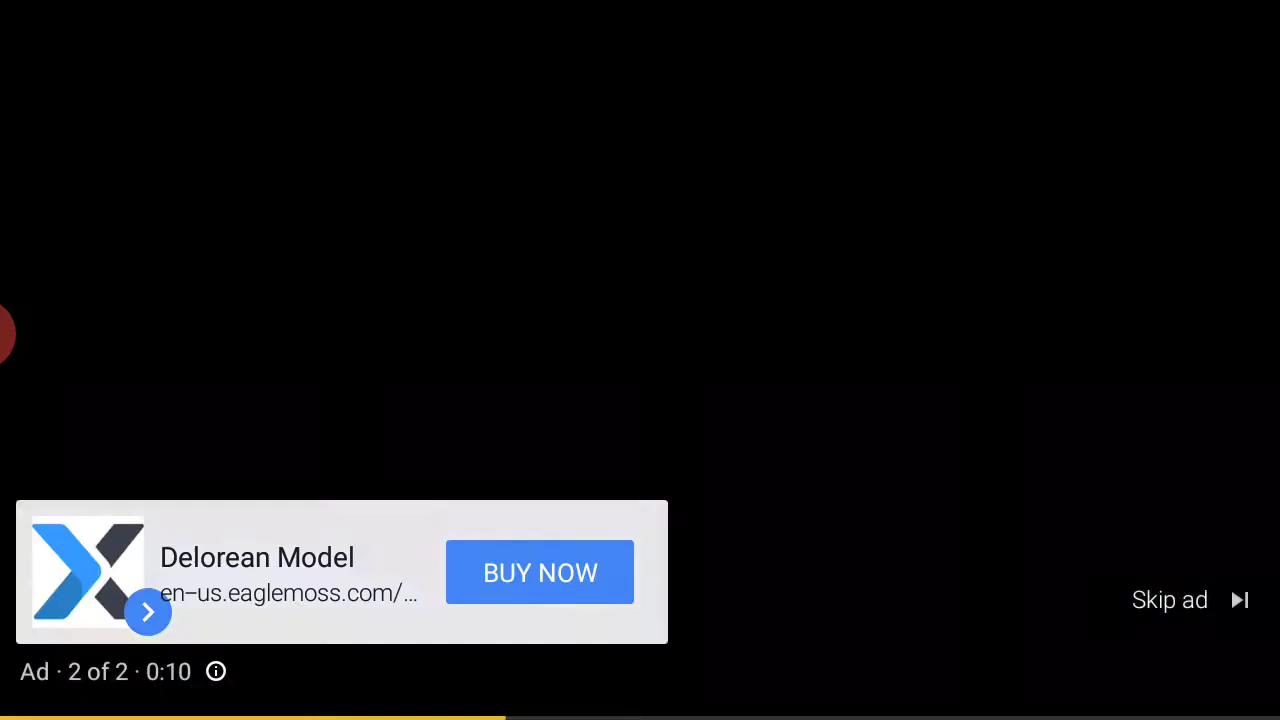 Delorean Model
en-us.eaglemoss.com/...
BUY NOW
Skip ad
Ad · 2 of 2 · 0:10